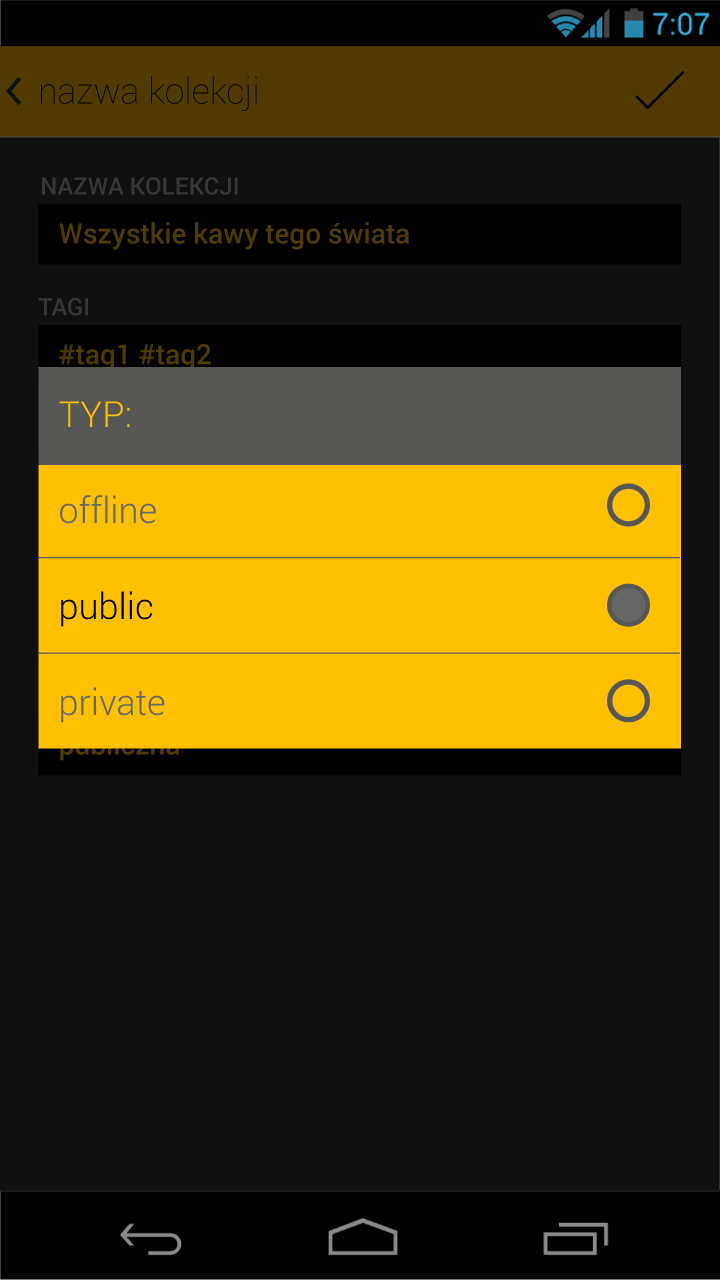 7:07
nazwa kolekcji
NAZWA KOLEKCJI
Wszystkie kawy tego świata
TAGI
#tag1 #tag2
TYP:
offline
public
private
publiczna